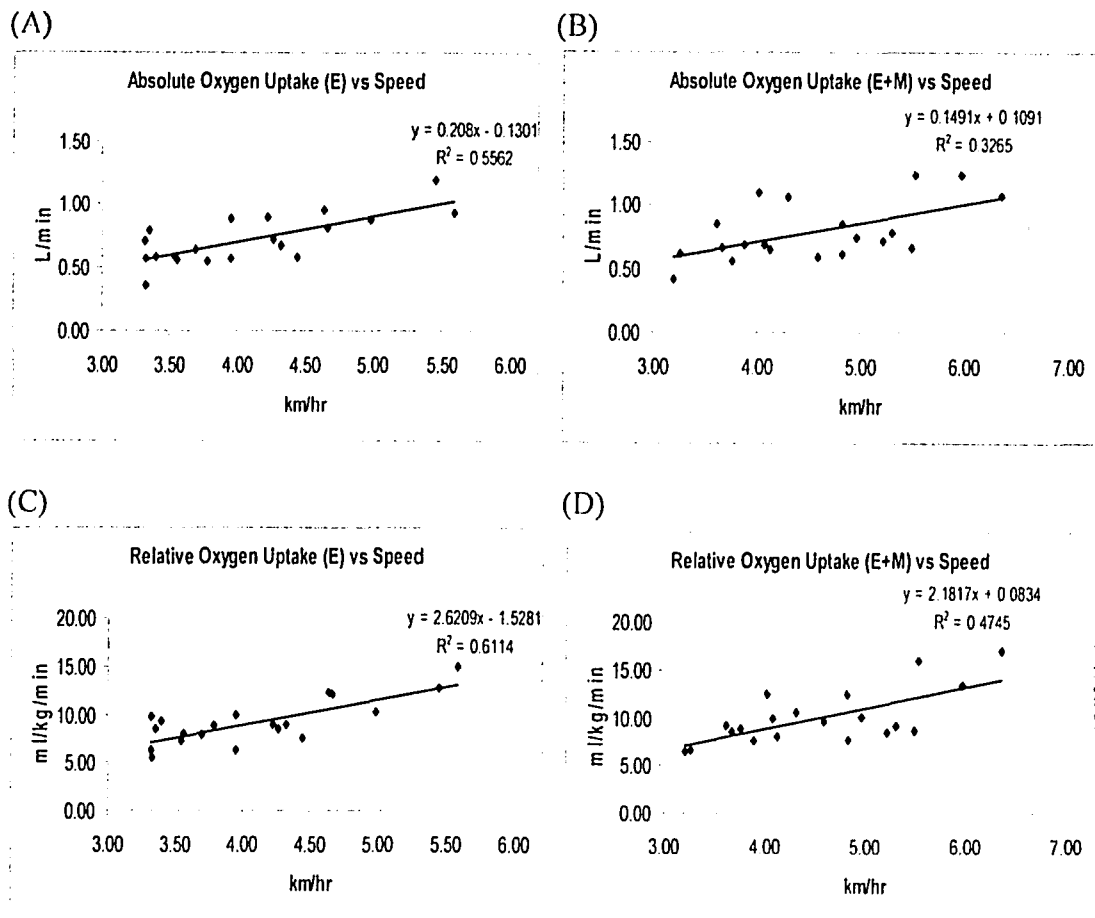 (A)
Absolute Oxygen Uptake (E) vs Speed
y = 0.208x - 0.1301
R² = 0.5562
1.50
1.00
0.50
0.00
L/min
3.00 3.50 4.00 4.50 5.00 5.50 6.00
km/hr
(B)
Absolute Oxygen Uptake (E+M) vs Speed
y = 0.1491x + 0.1091
R² = 0.3265
1.50
1.00
0.50
0.00
L/min
3.00 4.00 5.00 6.00 7.00
km/hr
(C)
Relative Oxygen Uptake (E) vs Speed
y = 2.6209x - 1.5281
R² = 0.6114
20.00
15.00
10.00
5.00
0.00
ml/kg/min
3.00 3.50 4.00 4.50 5.00 5.50 6.00
km/hr
(D)
Relative Oxygen Uptake (E+M) vs Speed
y = 2.1817x + 0.0834
R² = 0.4745
20.00
15.00
10.00
5.00
0.00
ml/kg/min
3.00 4.00 5.00 6.00 7.00
km/hr